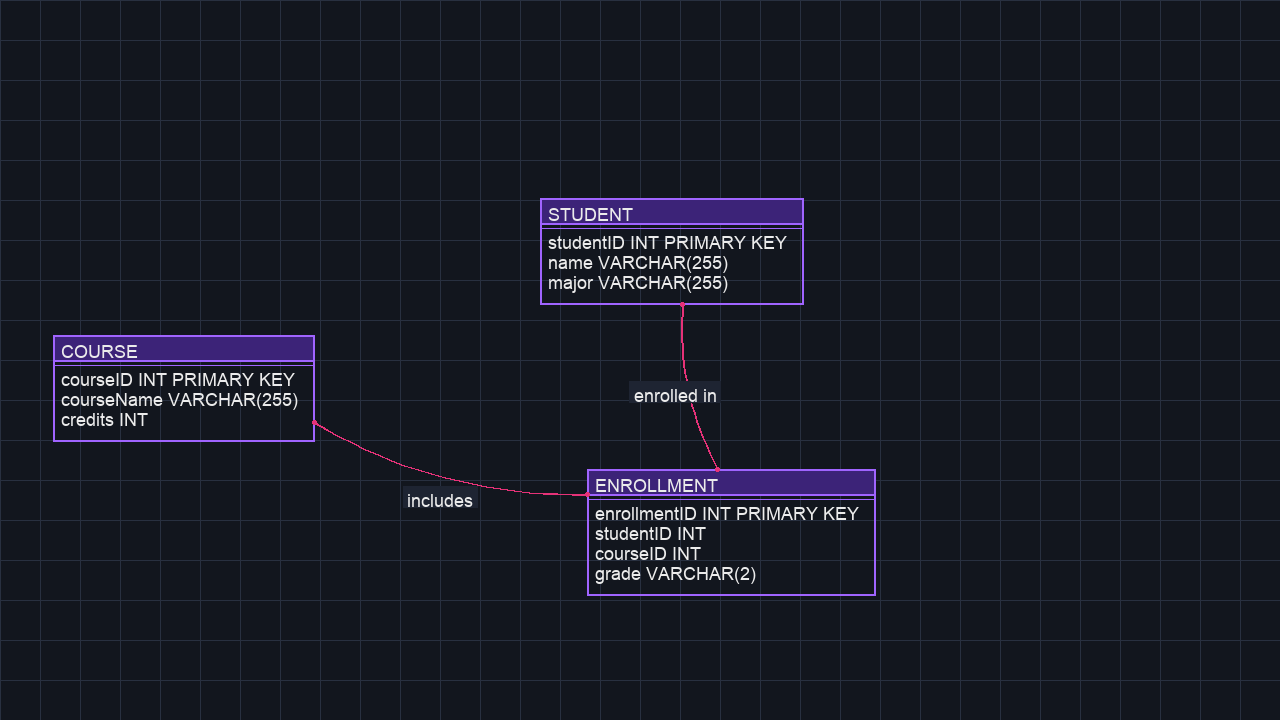 STUDENT
studentID INT PRIMARY KEY
name VARCHAR(255)
major VARCHAR(255)
COURSE
courseID INT PRIMARY KEY
courseName VARCHAR(255)
credits INT
enrolled in
includes
ENROLLMENT
enrollmentID INT PRIMARY KEY
studentID INT
courseID INT
grade VARCHAR(2)